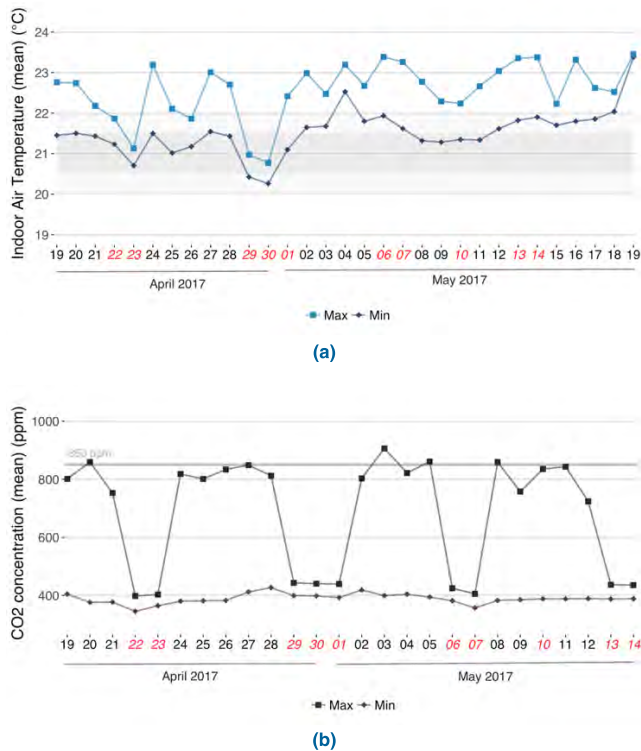 Indoor Air Temperature (mean) (°C)
24
23
22
21
20
19
19 20 21 22 23 24 25 26 27 28 29 30 01 02 03 04 05 06 07 08 09 10 11 12 13 14 15 16 17 18 19
April 2017 May 2017
Max Min
(a)
CO2 concentration (mean) (ppm)
1000
850 ppm
800
600
400
19 20 21 22 23 24 25 26 27 28 29 30 01 02 03 04 05 06 07 08 09 10 11 12 13 14
April 2017 May 2017
Max Min
(b)